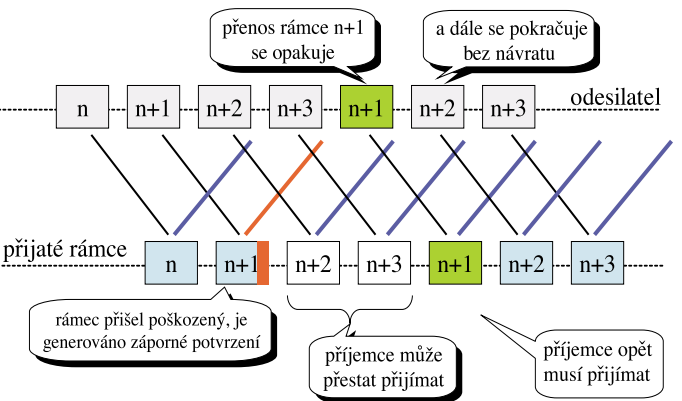 přenos rámce n+1
se opakuje
a dále se pokračuje
bez návratu
odesilatel
n n+1 n+2 n+3 n+1 n+2 n+3
přijaté rámce
n n+1 n+2 n+3 n+1 n+2 n+3
rámec přišel poškozený, je
generováno záporné potvrzení
příjemce může
přestat přijímat
příjemce opět
musí přijímat